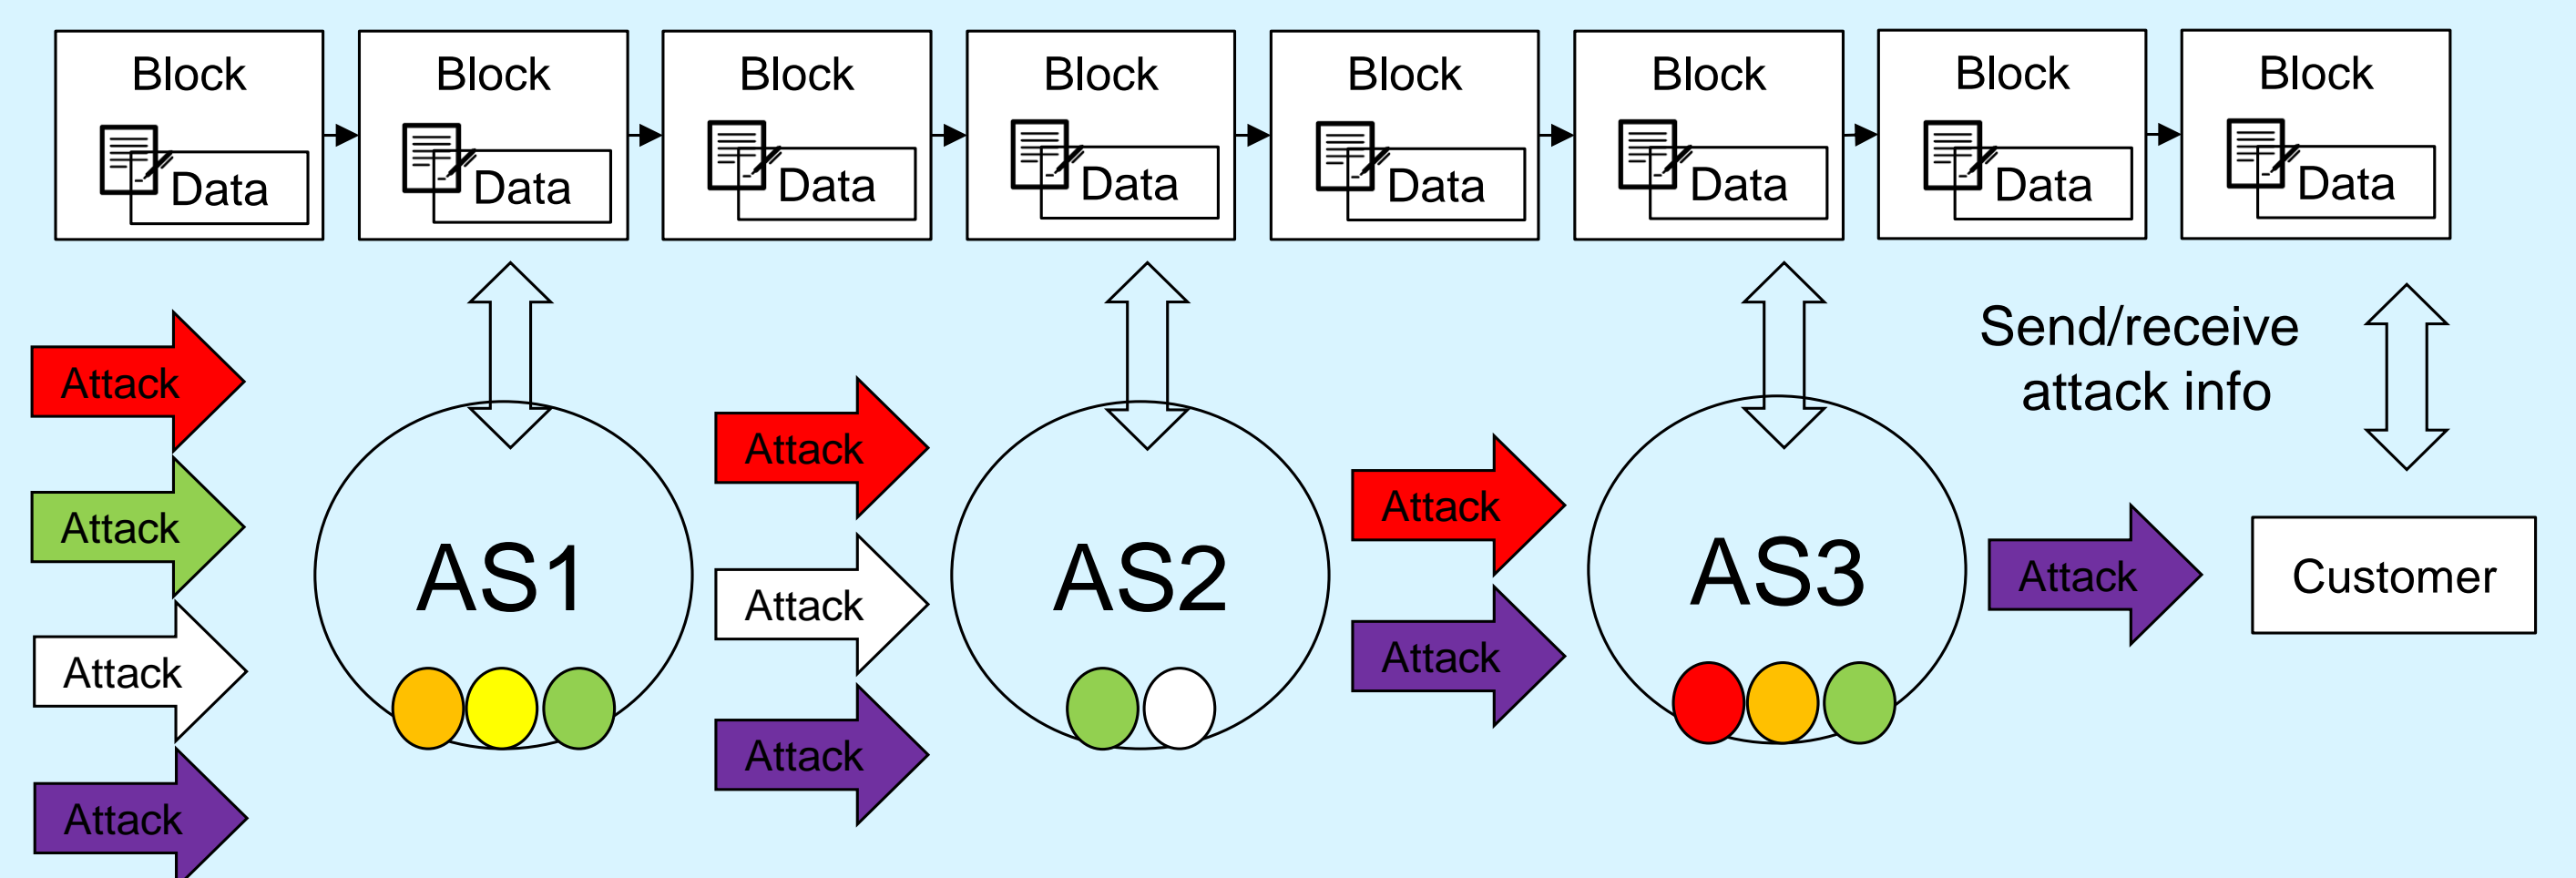 Block
Block
Block
Block
Block
Block
Block
Block
Data
Data
Data
Data
Data
Data
Data
Data
Send/receive
attack info
Attack
Attack
Attack
Attack
AS1
Attack
Attack
Attack
AS2
Attack
Attack
AS3
Attack
Customer